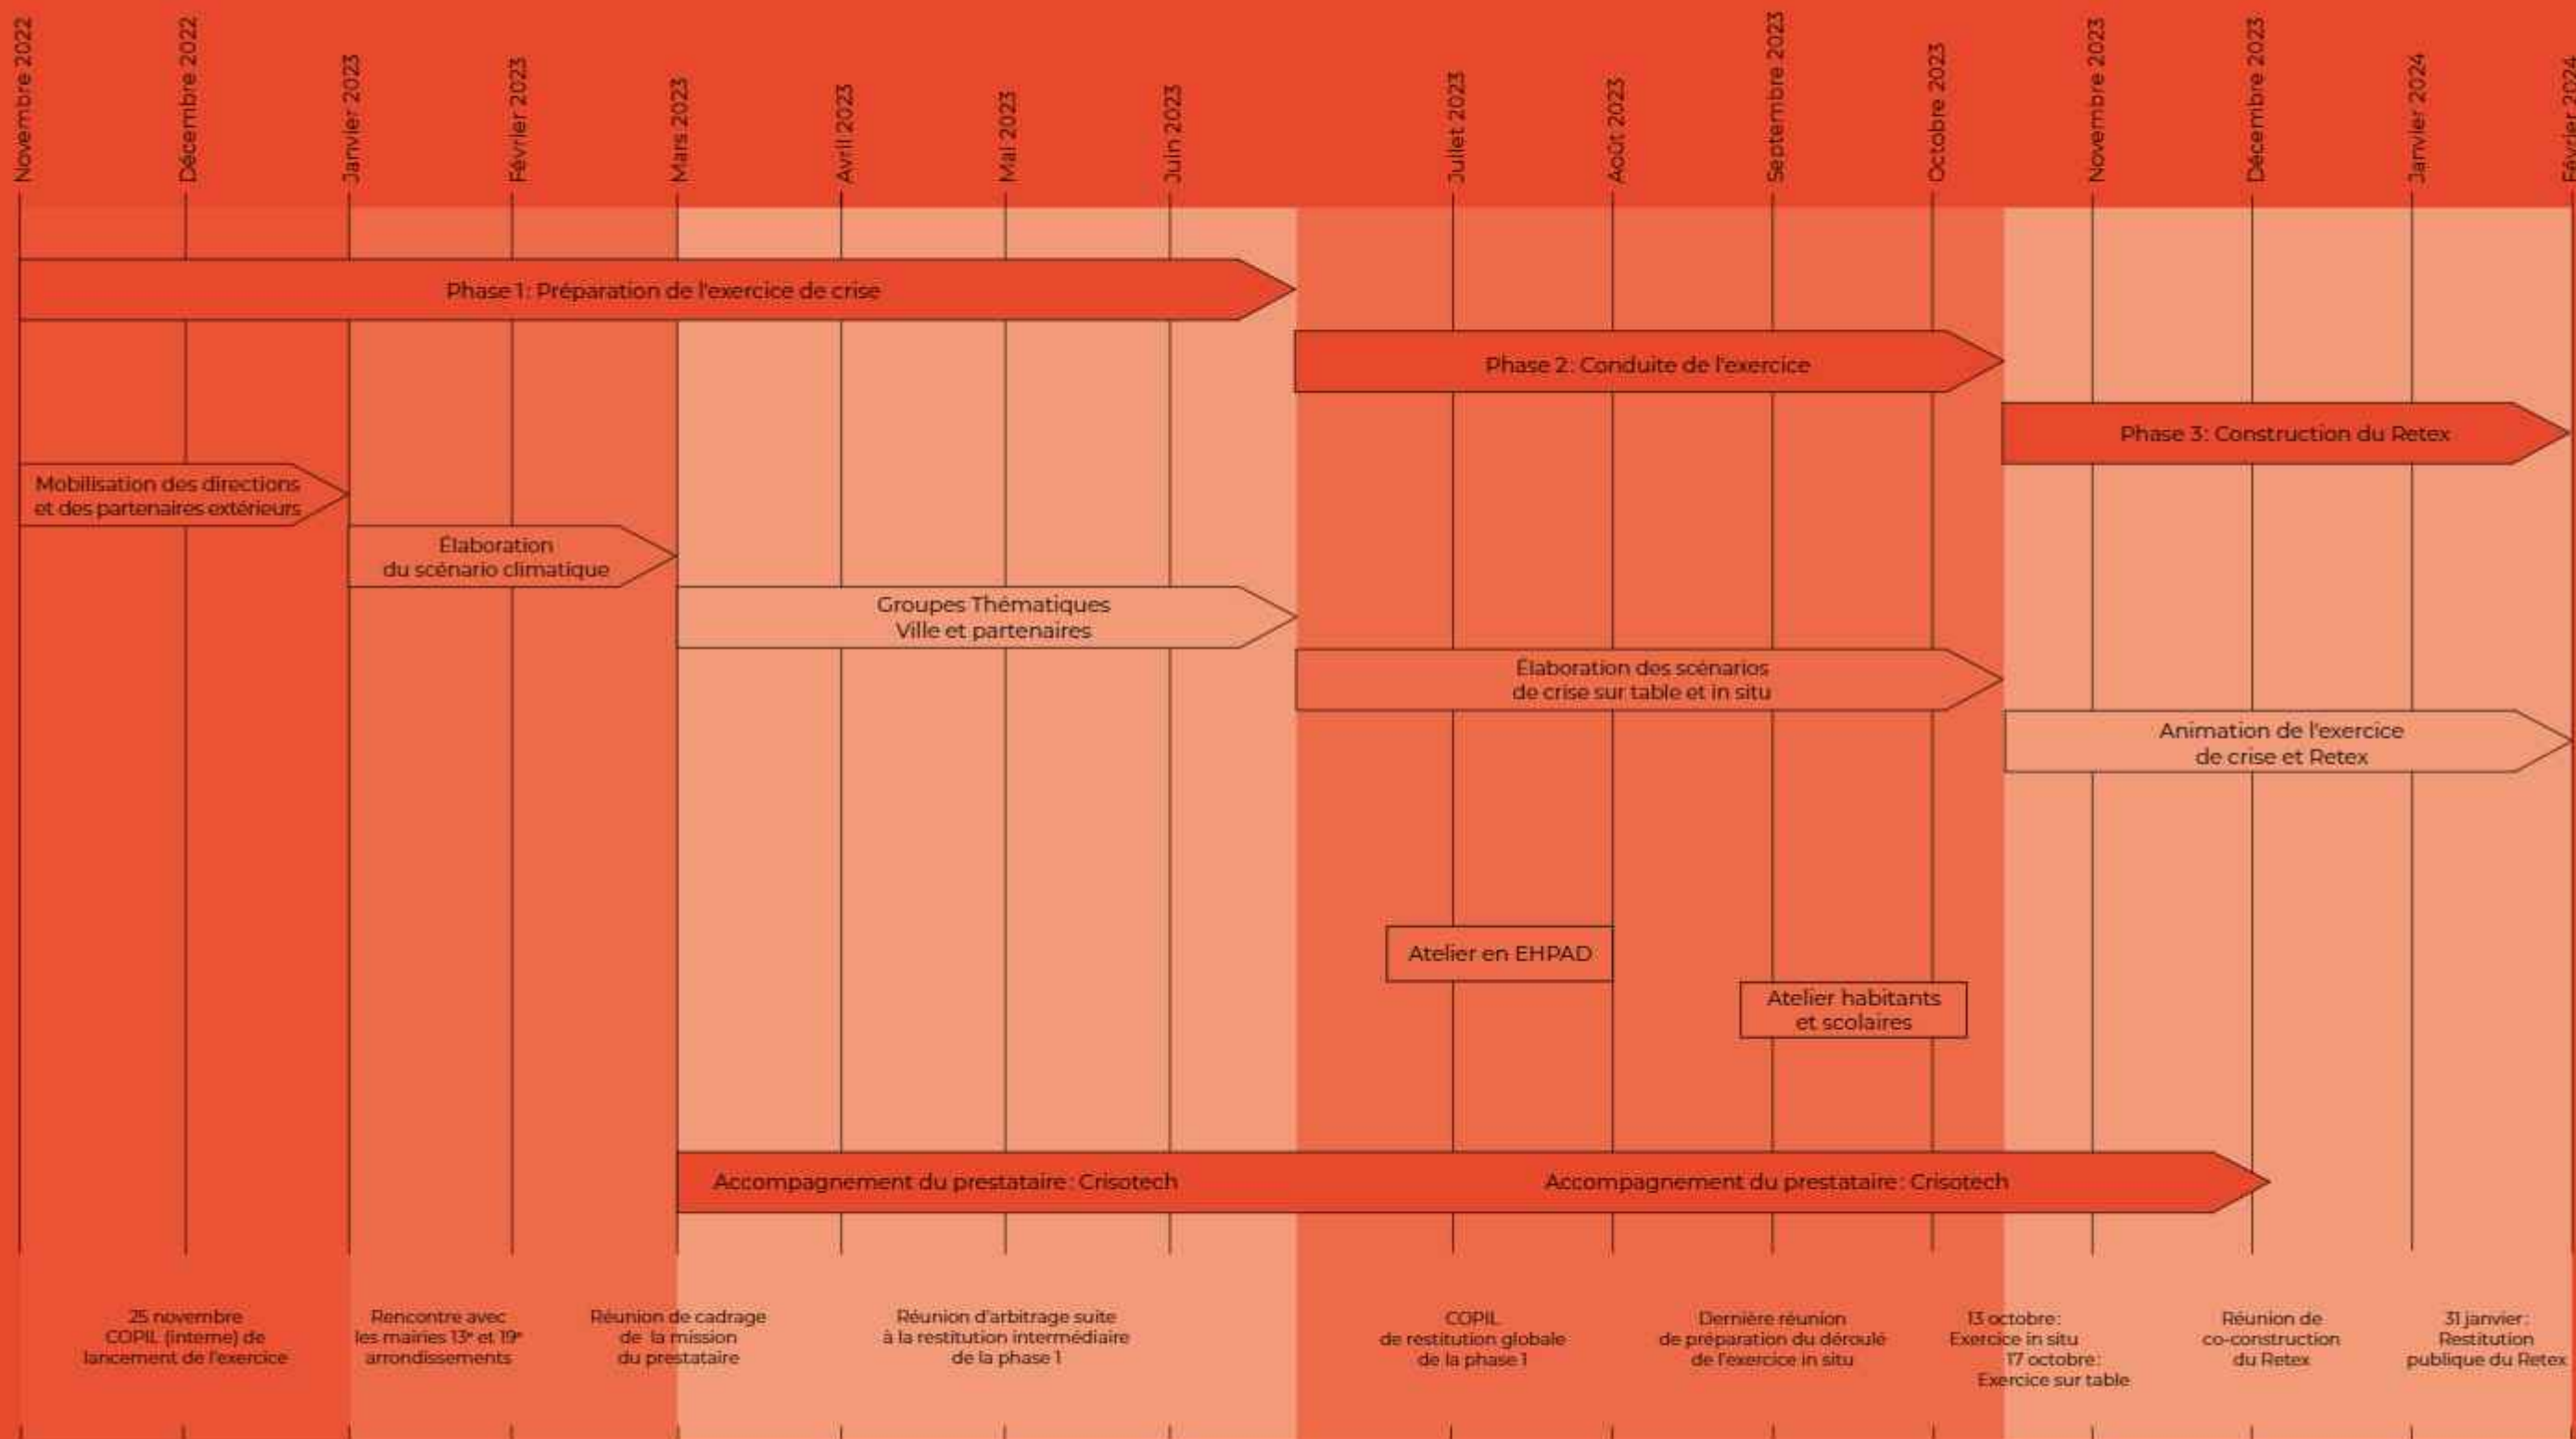 Novembre 2022
Décembre 2022
Janvier 2023
Février 2023
Mars 2023
Avril 2023
Mai 2023
Juin 2023
Juillet 2023
Août 2023
Septembre 2023
Octobre 2023
Novembre 2023
Décembre 2023
Janvier 2024
Février 2024
Phase 1: Préparation de l'exercice de crise
Phase 2: Conduite de l'exercice
Phase 3: Construction du Retex
Mobilisation des directions
et des partenaires extérieurs
Élaboration
du scénario climatique
Groupes Thématiques
Ville et partenaires
Élaboration des scénarios
de crise sur table et in situ
Animation de l'exercice
de crise et Retex
Atelier en EHPAD
Atelier habitants
et scolaires
Accompagnement du prestataire: Crisotech
Accompagnement du prestataire: Crisotech
25 novembre
COPIL (interne) de
lancement de l'exercice
Rencontre avec
les mairies 13e et 19e
arrondissements
Réunion de cadrage
de la mission
du prestataire
Réunion d'arbitrage suite
à la restitution intermédiaire
de la phase 1
COPIL
de restitution globale
de la phase 1
Dernière réunion
de préparation du déroulé
de l'exercice in situ
13 octobre:
Exercice in situ
17 octobre:
Exercice sur table
Réunion de
co-construction
du Retex
31 janvier:
Restitution
publique du Retex